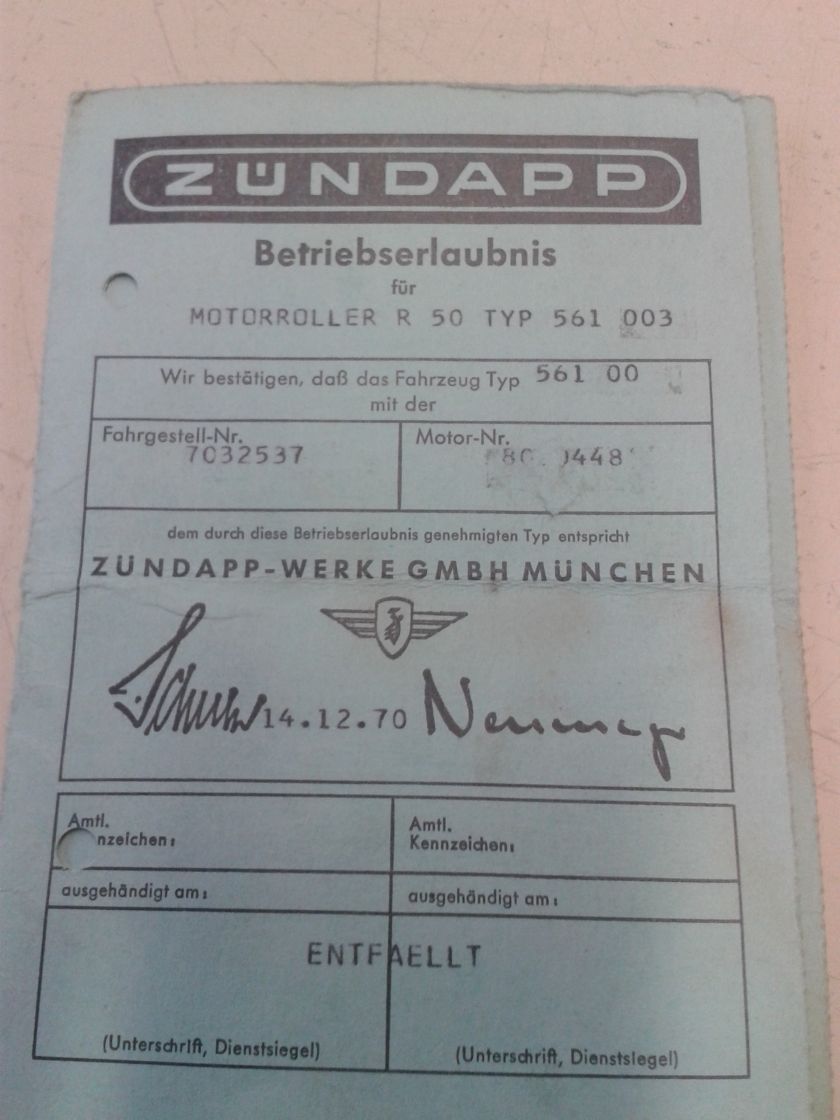 ZÜNDAPP
Betriebserlaubnis
für
MOTORROLLER R 50 TYP 561 003
Wir bestätigen, daß das Fahrzeug Typ 561 00
mit der
Fahrgestell-Nr. Motor-Nr.
7032537 448
dem durch diese Betriebserlaubnis genehmigten Typ entspricht
ZÜNDAPP-WERKE GMBH MÜNCHEN
14.12.70
Amtl. Amtl.
nzeichen: Kennzeichen:
ausgehändigt am: ausgehändigt am:
ENTFAELLT
(Unterschrift, Dienstsiegel) (Unterschrift, Dienstsiegel)